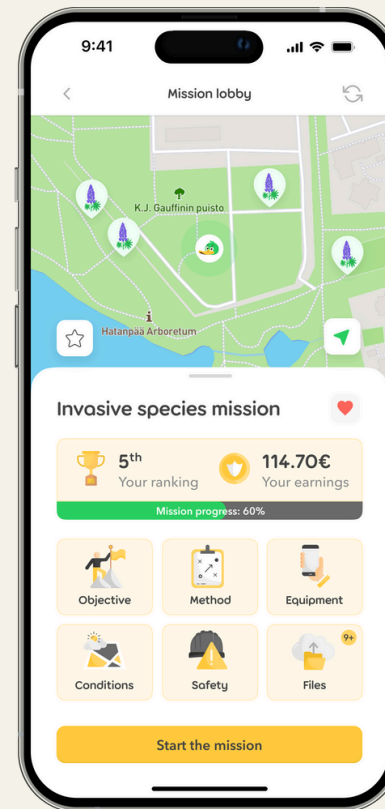 9:41
Mission lobby
K.J. Gauffinin puisto
Hatanpää Arboretum
Invasive species mission
5th
Your ranking
114.70€
Your earnings
Mission progress: 60%
Objective
Method
Equipment
9+
Conditions
Safety
Files
Start the mission